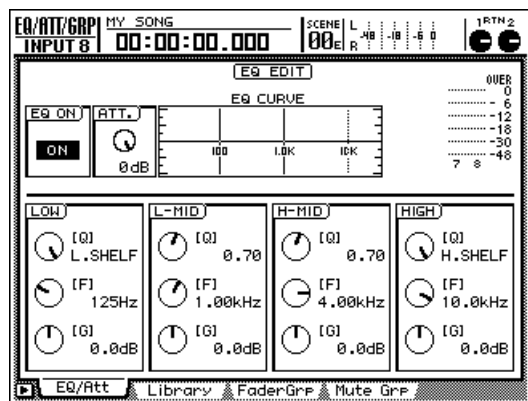 EQ/ATT/GRP MY SONG SCENE L -48 -18 -6 0 1RTN2
INPUT 8 00:00:00.000 00E R
EQ EDIT
EQ CURVE
OVER
0
-6
-12
-18
-30
-48
7 8
EQ ON ATT.
ON
0dB
100 1.0K 10K
LOW L-MID H-MID HIGH
[Q] [Q] [Q] [Q]
L.SHELF 0.70 0.70 H.SHELF
[F] [F] [F] [F]
125Hz 1.00kHz 4.00kHz 10.0kHz
[G] [G] [G] [G]
0.0dB 0.0dB 0.0dB 0.0dB
EQ/Att Library FaderGrp Mute Grp